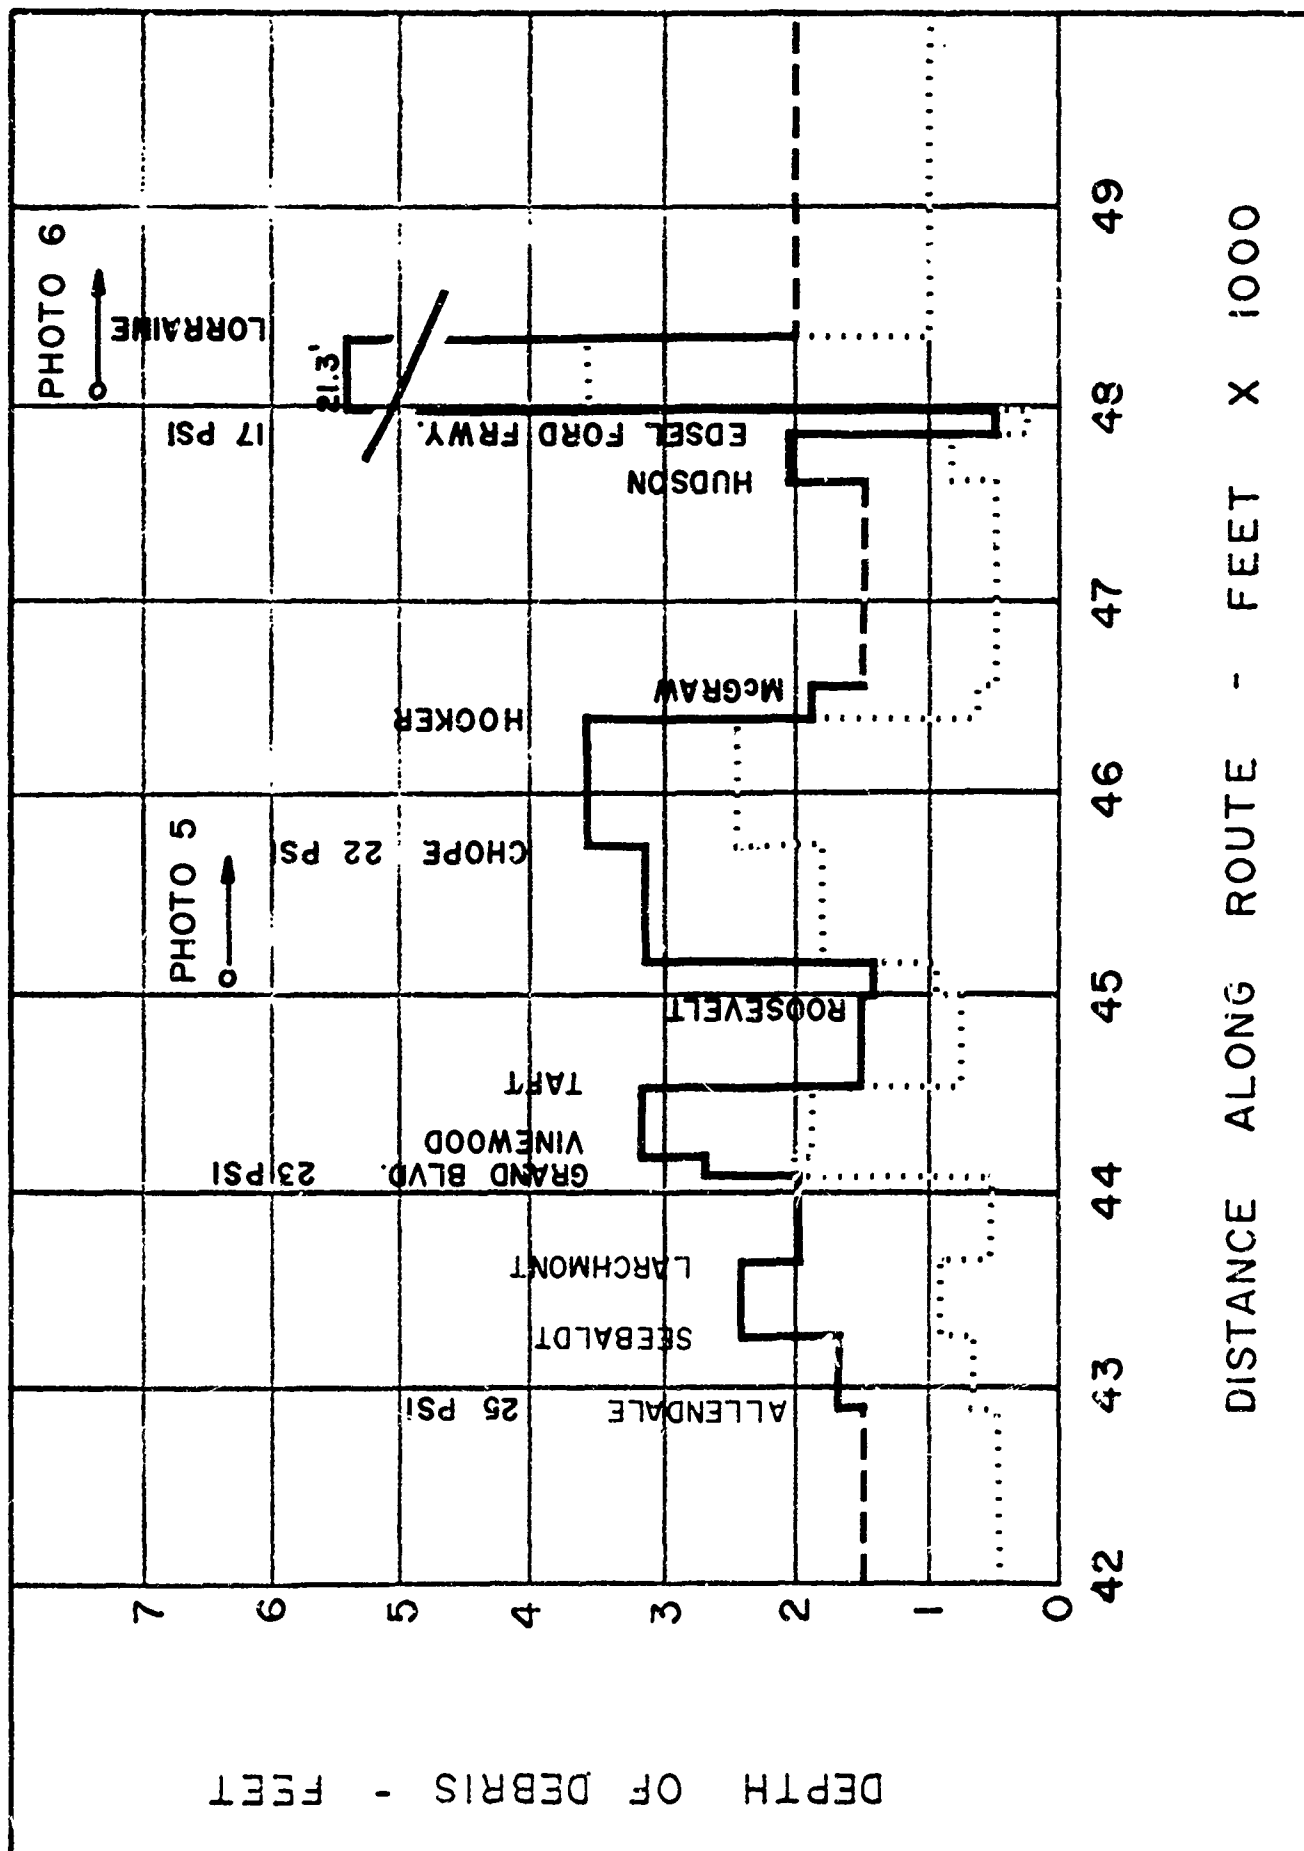 PHOTO 5
PHOTO 6
ALLENDALE 25 PSI
SEEBALDT
LARCHMONT
GRAND BLVD. 23 PSI
VINEWOOD
TAFT
ROOSEVELT
CHOPE 22 PSI
HOOKER
McGRAW
HUDSON
EDSEL FORD FRWY. 17 PSI
LORRAINE
21.3'
7
6
5
4
3
2
1
0
42 43 44 45 46 47 48 49
DISTANCE ALONG ROUTE - FEET X 1000
DEPTH OF DEBRIS - FEET